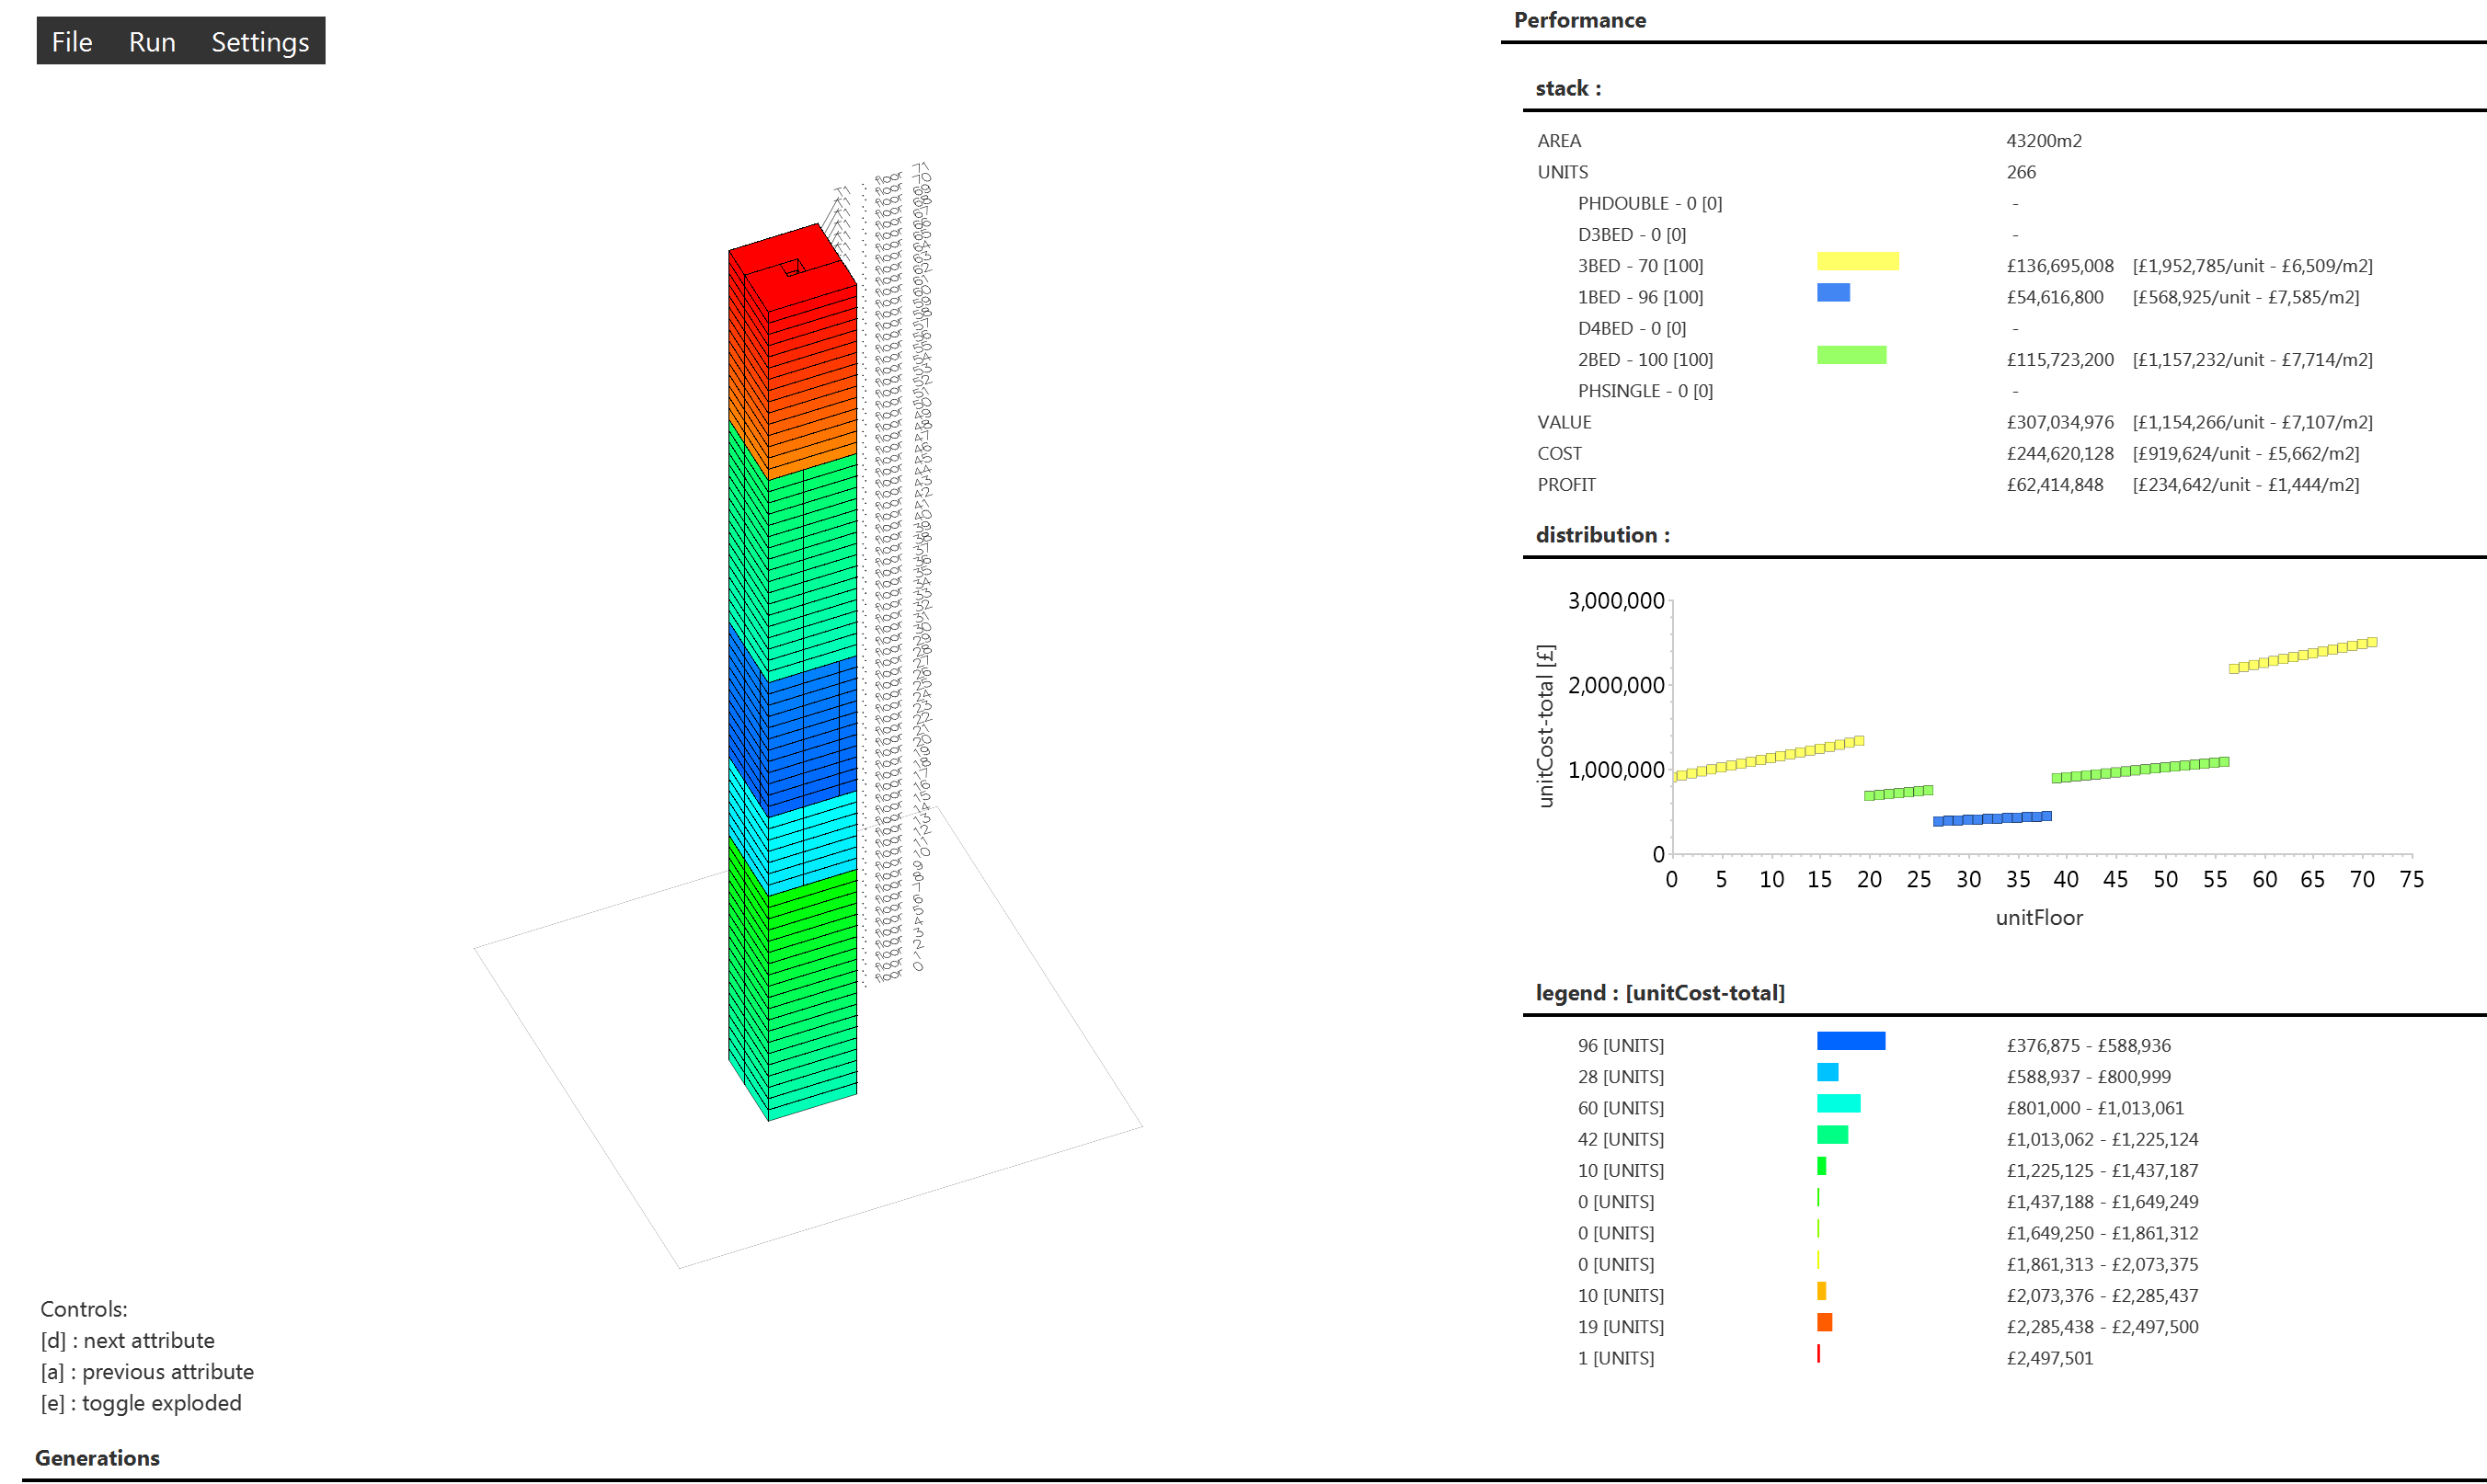 File Run Settings
Performance
stack :
AREA 43200m2
UNITS 266
PHDOUBLE - 0 [0] -
D3BED - 0 [0] -
3BED - 70 [100] £136,695,008 [£1,952,785/unit - £6,509/m2]
1BED - 96 [100] £54,616,800 [£568,925/unit - £7,585/m2]
D4BED - 0 [0] -
2BED - 100 [100] £115,723,200 [£1,157,232/unit - £7,714/m2]
PHSINGLE - 0 [0] -
VALUE £307,034,976 [£1,154,266/unit - £7,107/m2]
COST £244,620,128 [£919,624/unit - £5,662/m2]
PROFIT £62,414,848 [£234,642/unit - £1,444/m2]
distribution :
unitCost-total [£]
3,000,000
2,000,000
1,000,000
0
0 5 10 15 20 25 30 35 40 45 50 55 60 65 70 75
unitFloor
legend : [unitCost-total]
96 [UNITS] £376,875 - £588,936
28 [UNITS] £588,937 - £800,999
60 [UNITS] £801,000 - £1,013,061
42 [UNITS] £1,013,062 - £1,225,124
10 [UNITS] £1,225,125 - £1,437,187
0 [UNITS] £1,437,188 - £1,649,249
0 [UNITS] £1,649,250 - £1,861,312
0 [UNITS] £1,861,313 - £2,073,375
10 [UNITS] £2,073,376 - £2,285,437
19 [UNITS] £2,285,438 - £2,497,500
1 [UNITS] £2,497,501
Controls:
[d] : next attribute
[a] : previous attribute
[e] : toggle exploded
Generations